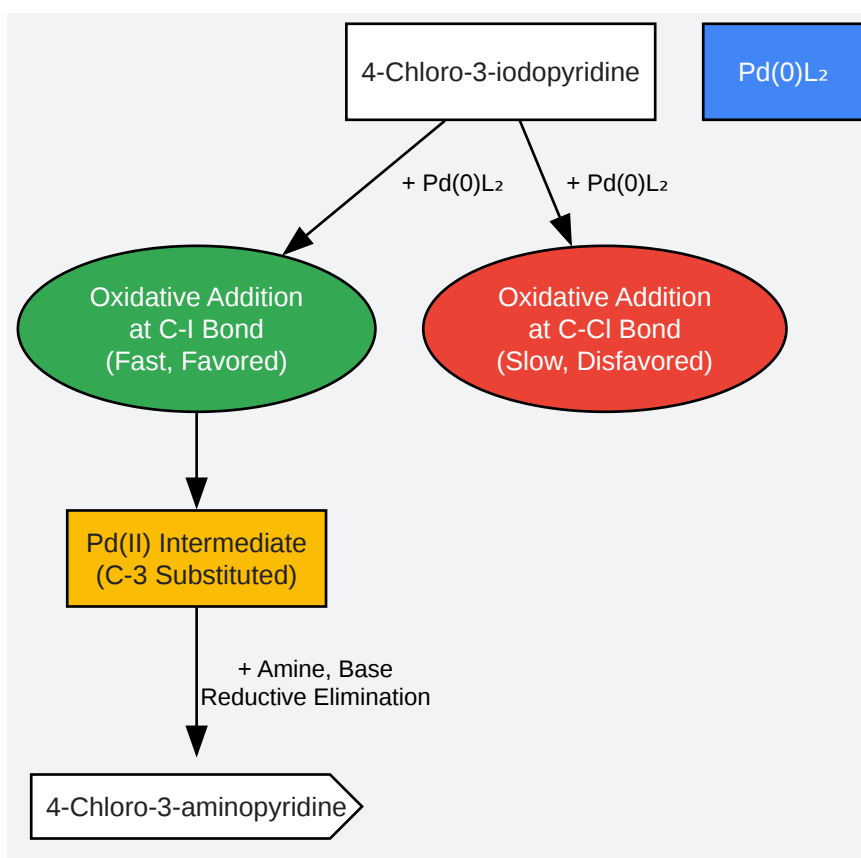 4-Chloro-3-iodopyridine
Pd(0)L₂
+ Pd(0)L₂
+ Pd(0)L₂
Oxidative Addition
at C-I Bond
(Fast, Favored)
Oxidative Addition
at C-Cl Bond
(Slow, Disfavored)
Pd(II) Intermediate
(C-3 Substituted)
+ Amine, Base
Reductive Elimination
4-Chloro-3-aminopyridine